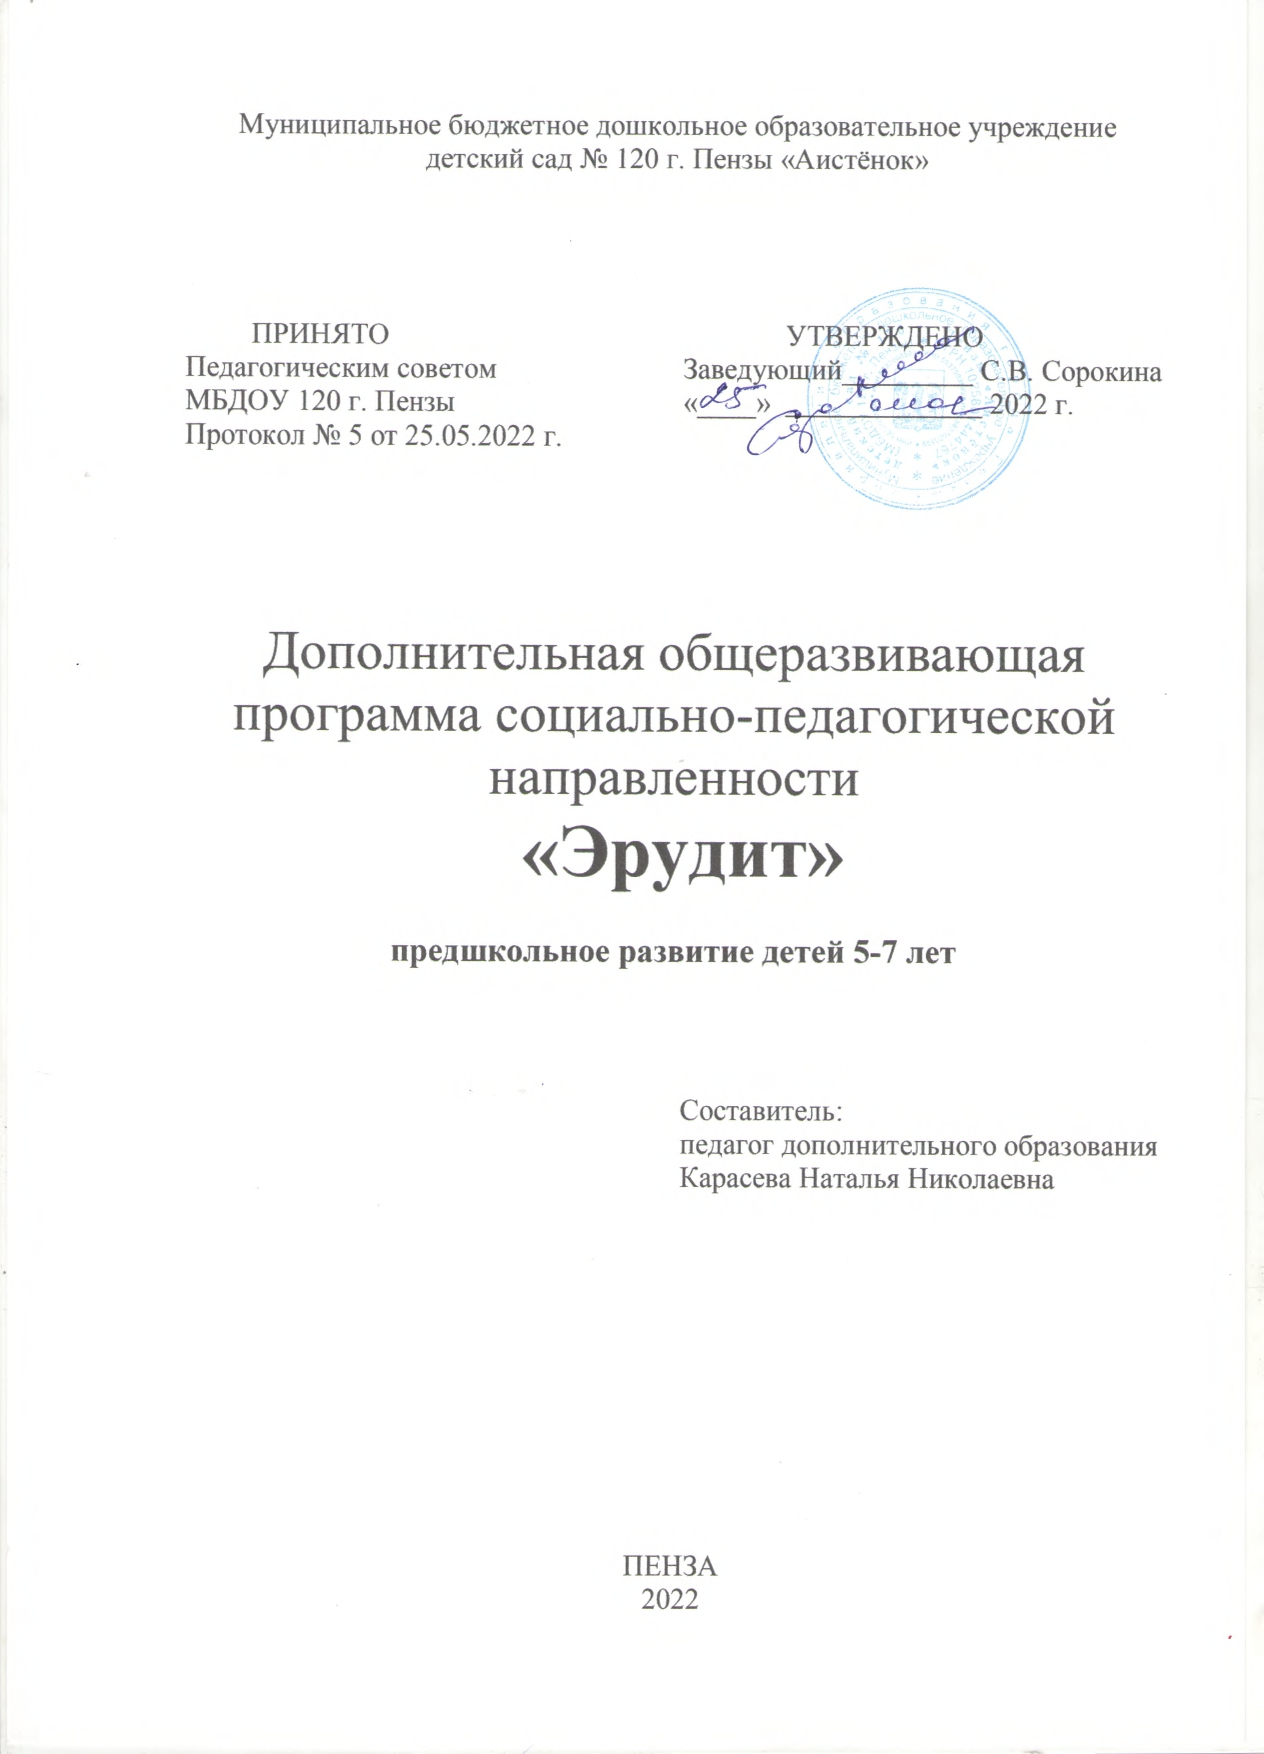 Муниципальное бюджетное дошкольное образовательное учреждение
детский сад № 120 г. Пензы «Аистёнок»
ПРИНЯТО
Педагогическим советом
МБДОУ 120 г. Пензы
Протокол № 5 от 25.05.2022 г.
УТВЕРЖДЕНО
Заведующий__________ С.В. Сорокина
«25» 2022 г.
Дополнительная общеразвивающая
программа социально-педагогической
направленности
«Эрудит»
предшкольное развитие детей 5-7 лет
Составитель:
педагог дополнительного образования
Карасева Наталья Николаевна
ПЕНЗА
2022